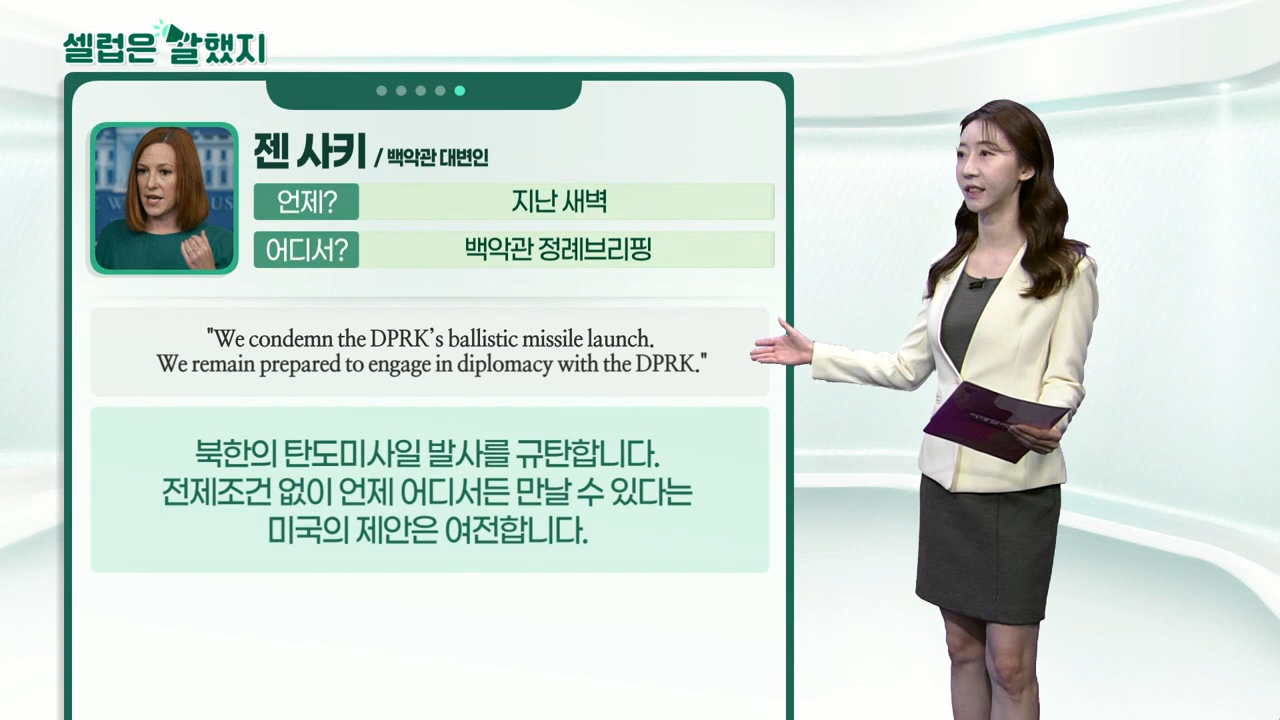 셀럽은 말했지
젠 사키 / 백악관 대변인
언제? 지난 새벽
어디서? 백악관 정례브리핑
"We condemn the DPRK's ballistic missile launch.
We remain prepared to engage in diplomacy with the DPRK."
북한의 탄도미사일 발사를 규탄합니다.
전제조건 없이 언제 어디서든 만날 수 있다는
미국의 제안은 여전합니다.